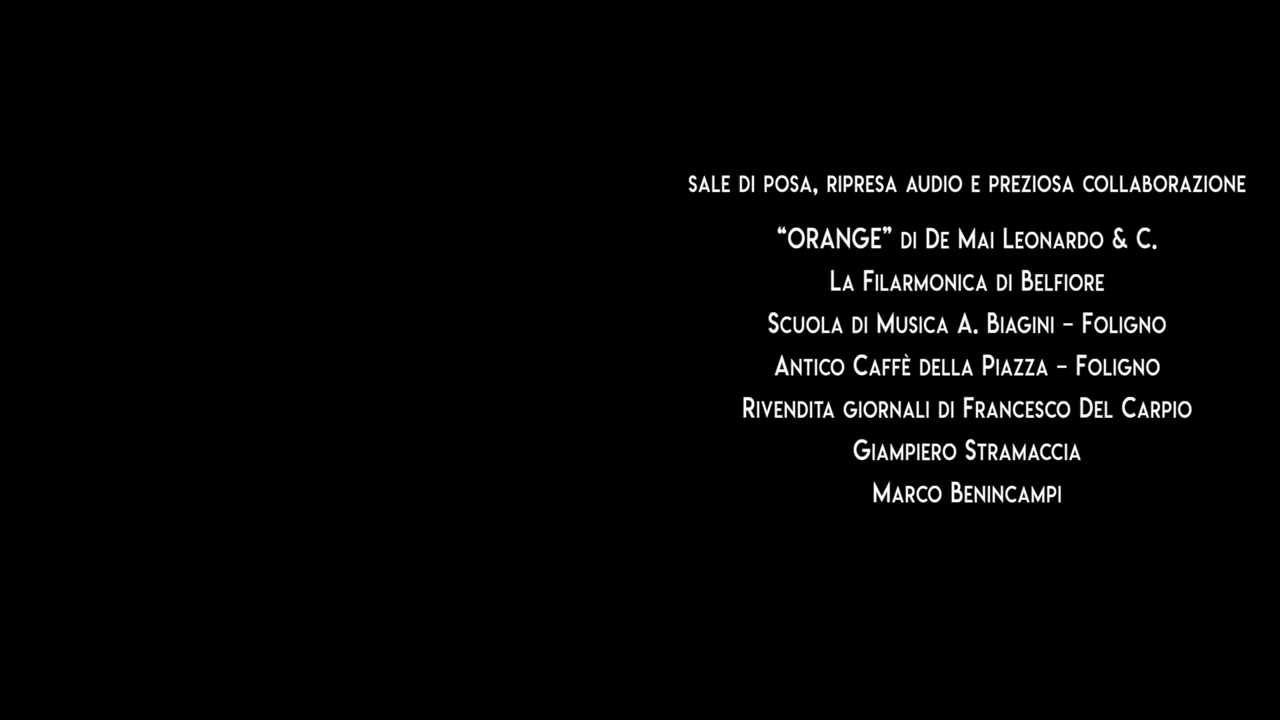 sale di posa, ripresa audio e preziosa collaborazione
“ORANGE” di De Mai Leonardo & C.
La Filarmonica di Belfiore
Scuola di Musica A. Biagini – Foligno
Antico Caffè della Piazza – Foligno
Rivendita giornali di Francesco Del Carpio
Giampiero Stramaccia
Marco Benincampi